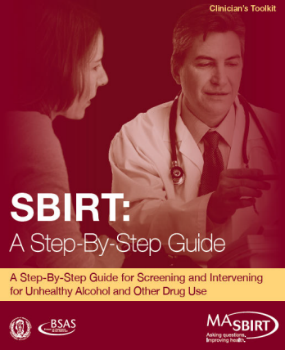 Clinician's Toolkit
SBIRT:
A Step-By-Step Guide
A Step-By-Step Guide for Screening and Intervening
for Unhealthy Alcohol and Other Drug Use
BSAS
MASBIRT
Asking questions.
Improving health.